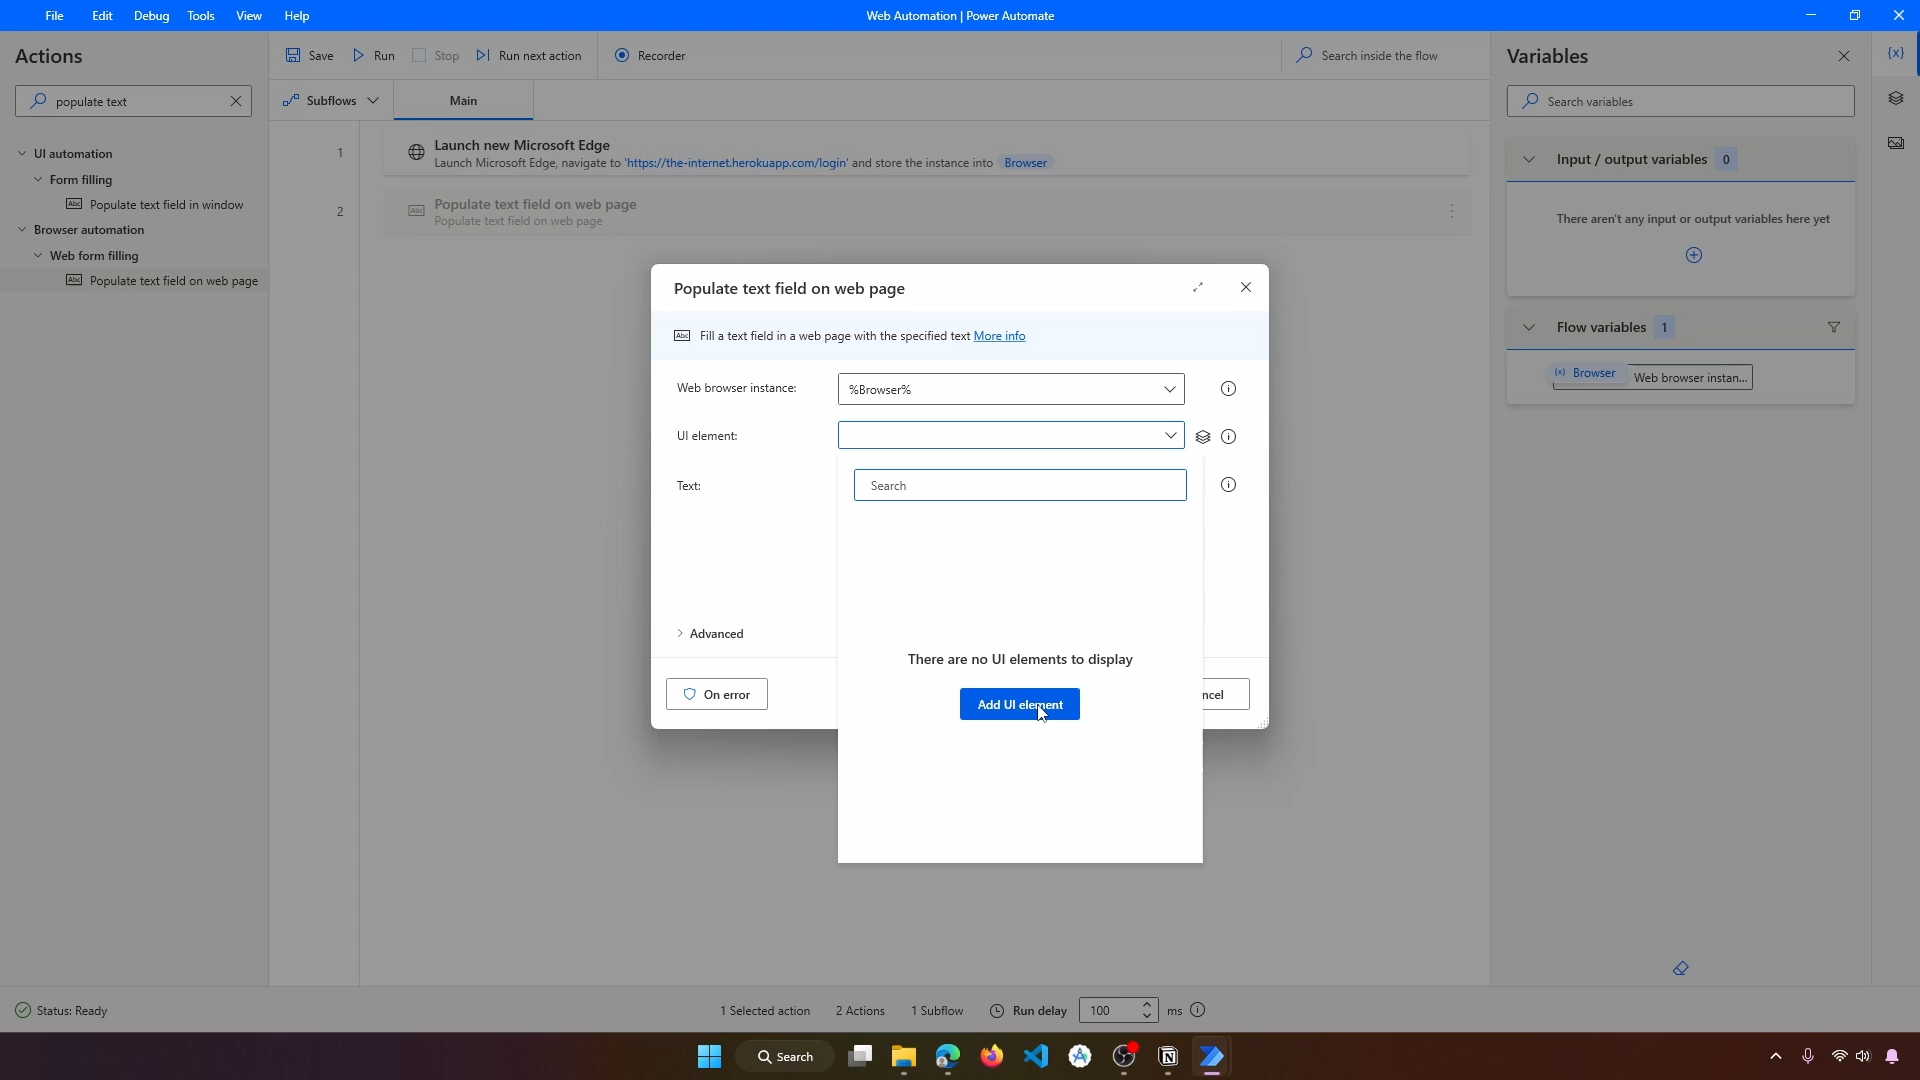 File Edit Debug Tools View Help
Web Automation | Power Automate
Actions
Save Run Stop Run next action Recorder
Search inside the flow
Variables
{x}
populate text
Subflows
Main
Search variables
UI automation
Form filling
Abc Populate text field in window
Browser automation
Web form filling
Abc Populate text field on web page
1
Launch new Microsoft Edge
Launch Microsoft Edge, navigate to 'https://the-internet.herokuapp.com/login' and store the instance into Browser
2
Abc Populate text field on web page
Populate text field on web page
Input / output variables 0
There aren't any input or output variables here yet
Flow variables 1
(x) Browser Web browser instan...
Populate text field on web page
Abc Fill a text field in a web page with the specified text More info
Web browser instance: %Browser%
UI element:
Text:
Search
Advanced
There are no UI elements to display
Add UI element
On error
ncel
Status: Ready
1 Selected action 2 Actions 1 Subflow Run delay 100 ms
Search